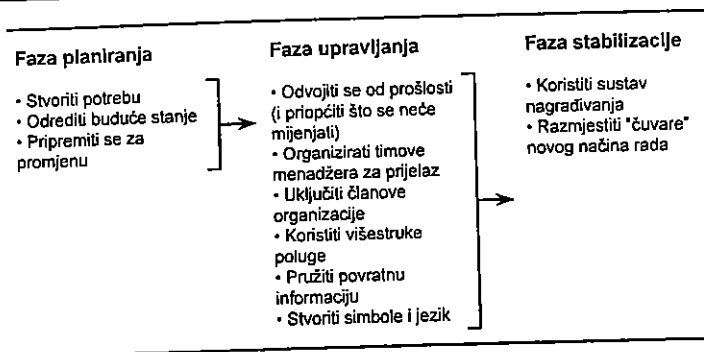 Faza planiranja
• Stvoriti potrebu
• Odrediti buduće stanje
• Pripremiti se za
promjenu
Faza upravljanja
• Odvojiti se od prošlosti
(i priopćiti što se neće
mijenjati)
• Organizirati timove
menadžera za prijelaz
• Uključiti članove
organizacije
• Koristiti višestruke
poluge
• Pružiti povratnu
informaciju
• Stvoriti simbole i jezik
Faza stabilizacije
• Koristiti sustav
nagrađivanja
• Razmjestiti "čuvare"
novog načina rada